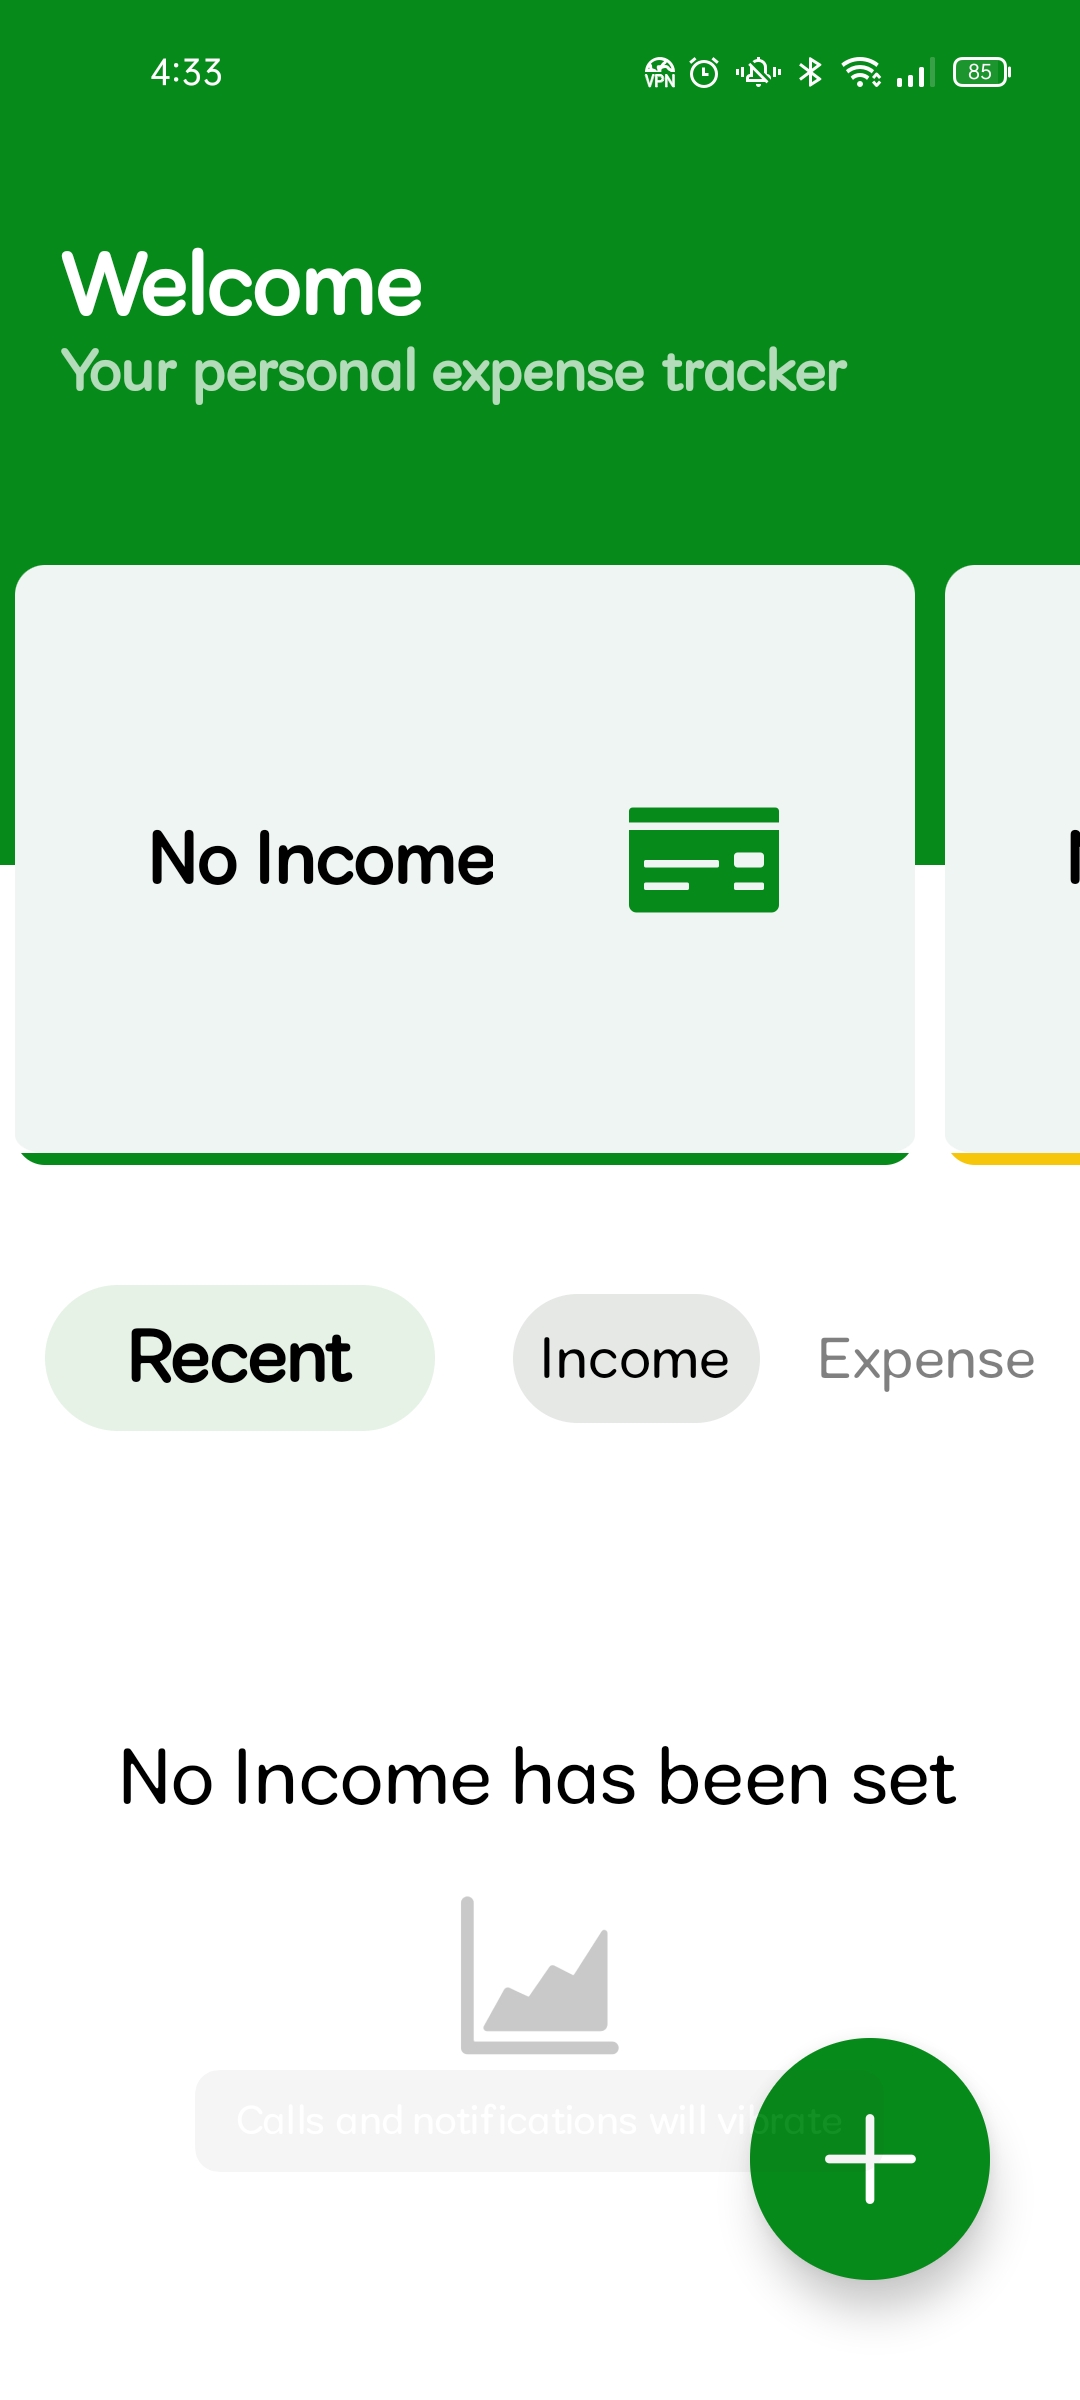 4:33
VPN
85
Welcome
Your personal expense tracker
No Income
Recent
Income
Expense
No Income has been set
Calls and notifications will vibrate